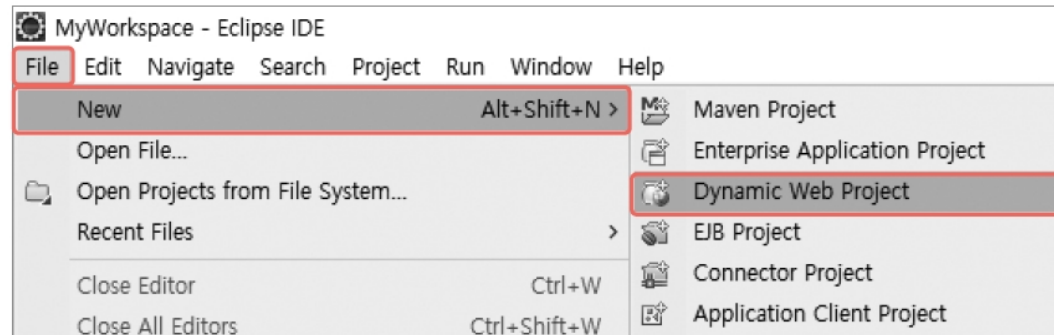 MyWorkspace - Eclipse IDE
File Edit Navigate Search Project Run Window Help
New Alt+Shift+N >
Open File...
Open Projects from File System...
Recent Files >
Close Editor Ctrl+W
Close All Editors Ctrl+Shift+W
Maven Project
Enterprise Application Project
Dynamic Web Project
EJB Project
Connector Project
Application Client Project